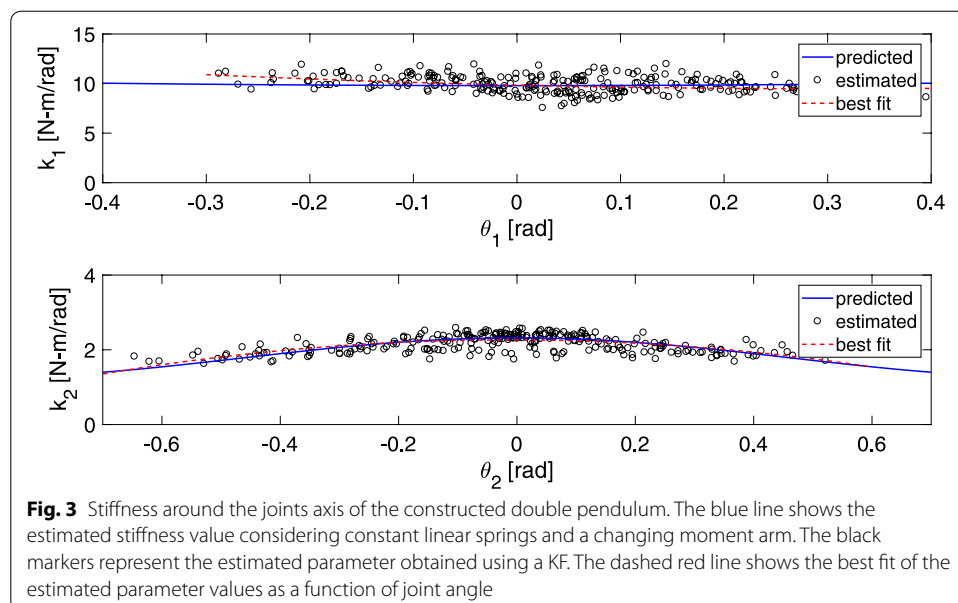 15
10
5
0
k_1 [N-m/rad]
predicted
estimated
best fit
-0.4 -0.3 -0.2 -0.1 0 0.1 0.2 0.3 0.4
θ_1 [rad]
4
2
0
k_2 [N-m/rad]
predicted
estimated
best fit
-0.6 -0.4 -0.2 0 0.2 0.4 0.6
θ_2 [rad]
Fig. 3 Stiffness around the joints axis of the constructed double pendulum. The blue line shows the
estimated stiffness value considering constant linear springs and a changing moment arm. The black
markers represent the estimated parameter obtained using a KF. The dashed red line shows the best fit of the
estimated parameter values as a function of joint angle